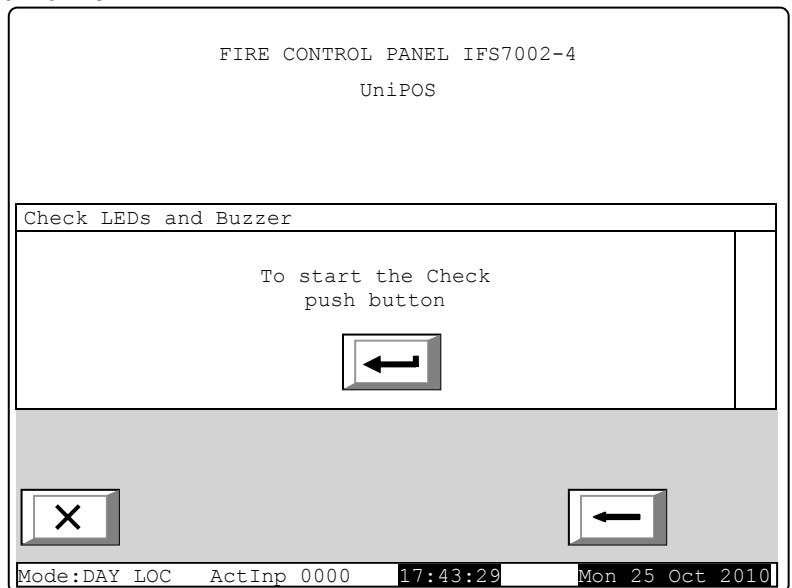 FIRE CONTROL PANEL IFS7002-4
UniPOS
Check LEDs and Buzzer
To start the Check
push button
Mode:DAY LOC ActInp 0000 17:43:29 Mon 25 Oct 2010